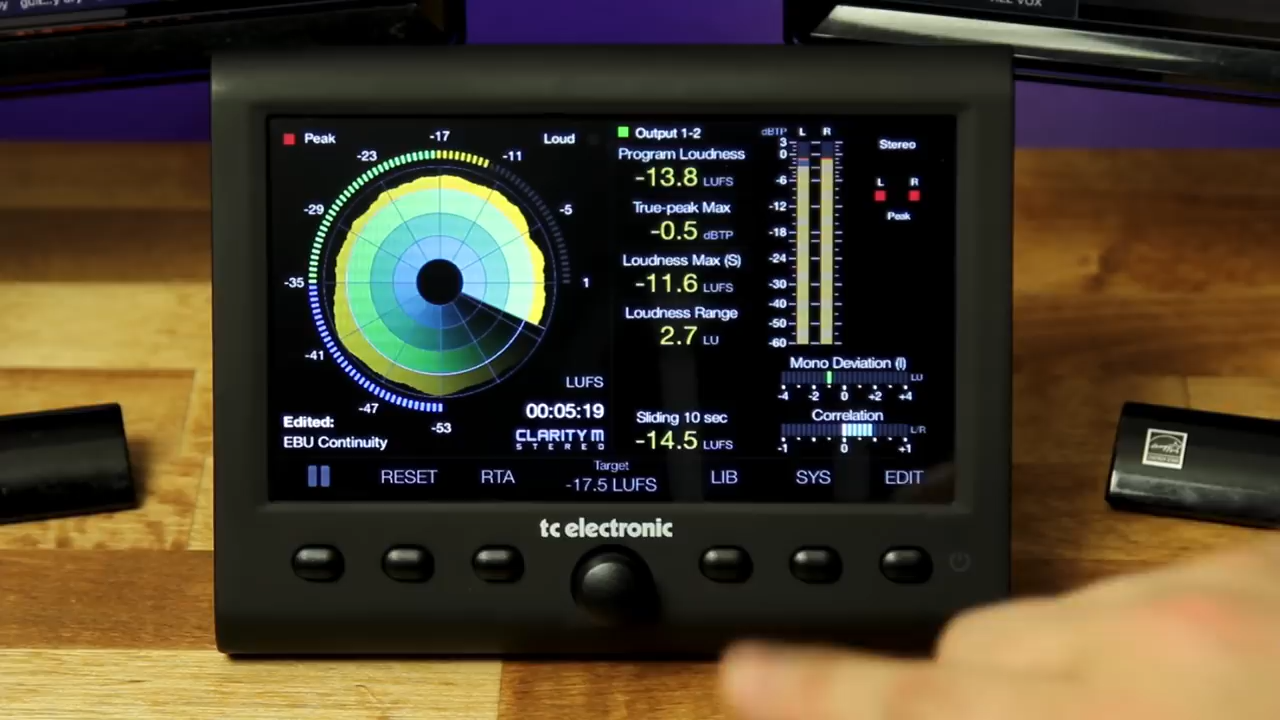 Peak
-17
Loud
-23
-11
-29
-5
-35
1
-41
-47
-53
LUFS
00:05:19
Edited:
EBU Continuity
CLARITY M
STEREO
Output 1-2
Program Loudness
-13.8 LUFS
True-peak Max
-0.5 dBTP
Loudness Max (S)
-11.6 LUFS
Loudness Range
2.7 LU
Sliding 10 sec
-14.5 LUFS
dBTP L R
3
0
-6
-12
-18
-24
-30
-40
-50
-60
Stereo
L R
Peak
Mono Deviation (I)
LU
-4 -2 0 +2 +4
Correlation
L/R
-1 0 +1
RESET
RTA
Target
-17.5 LUFS
LIB
SYS
EDIT
tc electronic